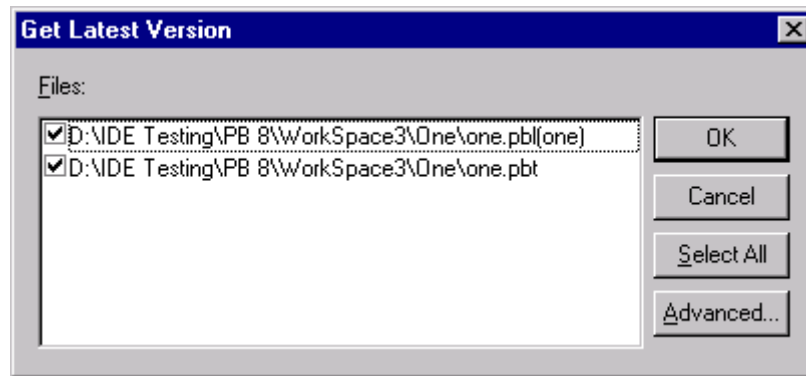 Get Latest Version
Files:
D:\IDE Testing\PB 8\WorkSpace3\One\one.pbl(one)
D:\IDE Testing\PB 8\WorkSpace3\One\one.pbt
OK
Cancel
Select All
Advanced...